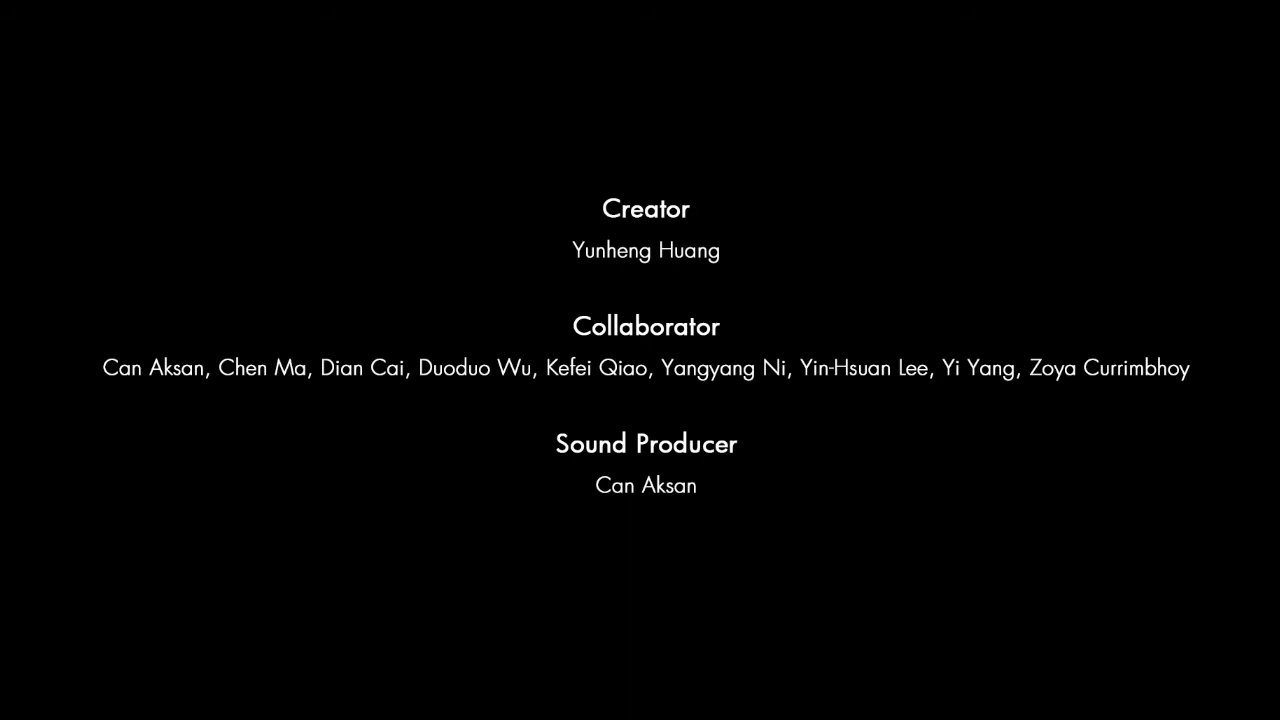 Creator
Yunheng Huang
Collaborator
Can Aksan, Chen Ma, Dian Cai, Duoduo Wu, Kefei Qiao, Yangyang Ni, Yin-Hsuan Lee, Yi Yang, Zoya Currimbhoy
Sound Producer
Can Aksan